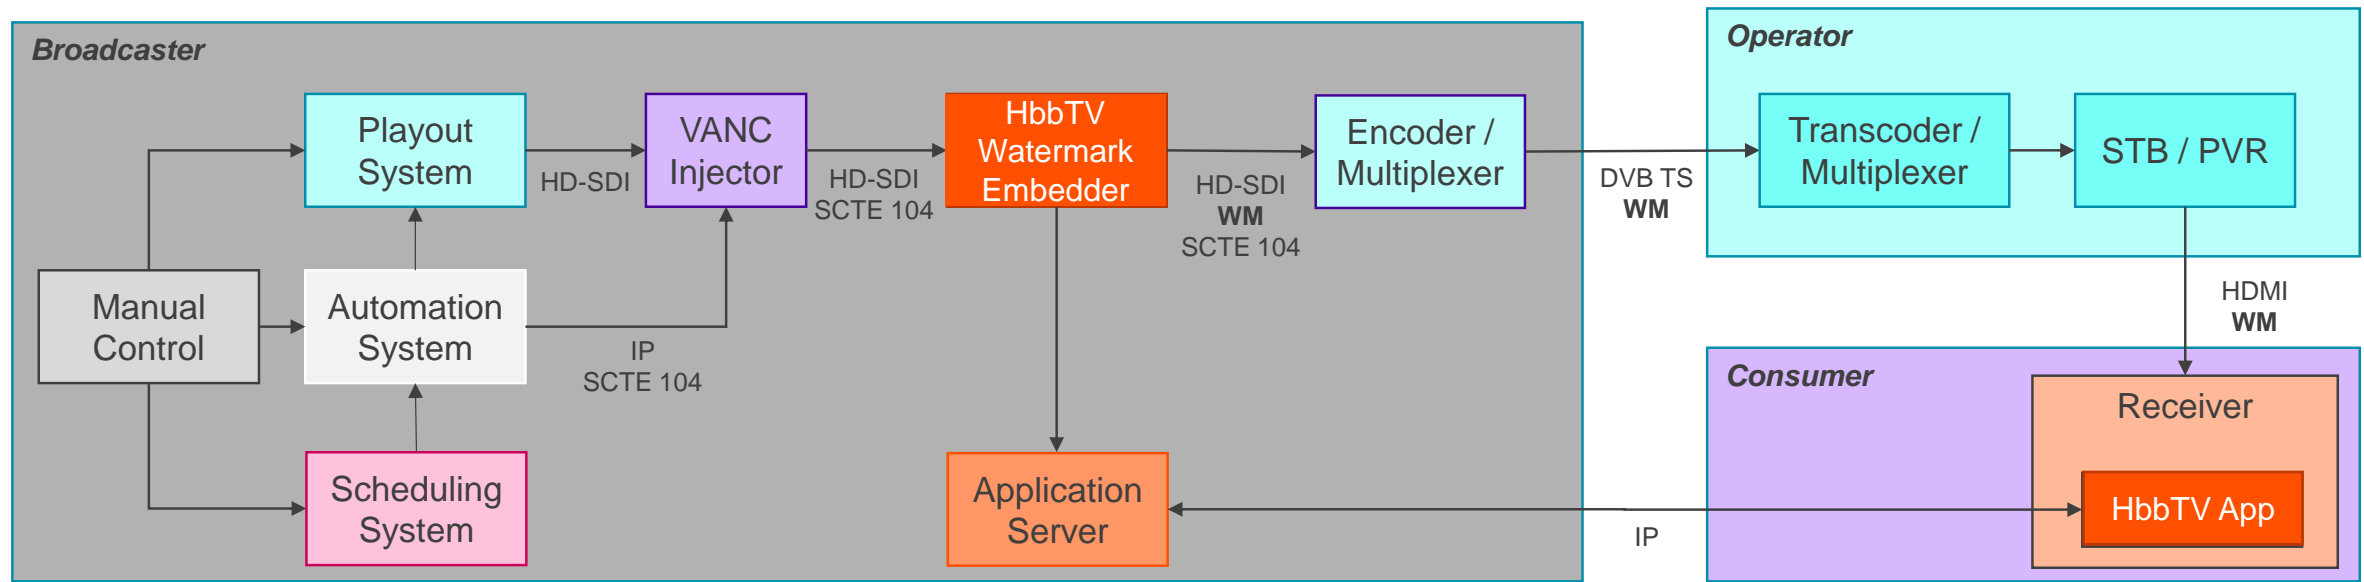 Broadcaster
Operator
Playout
System
HD-SDI
VANC
Injector
HD-SDI
SCTE 104
HbbTV
Watermark
Embedder
HD-SDI
WM
SCTE 104
Encoder /
Multiplexer
DVB TS
WM
Transcoder /
Multiplexer
STB / PVR
Manual
Control
Automation
System
IP
SCTE 104
HDMI
WM
Consumer
Receiver
Scheduling
System
Application
Server
IP
HbbTV App